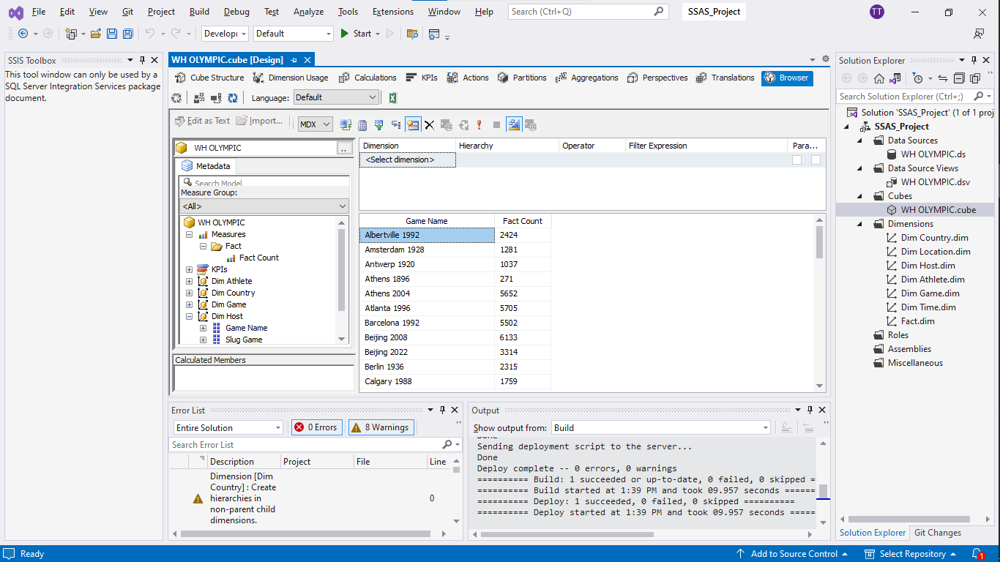 File Edit View Git Project Build Debug Test Analyze Tools Extensions Window Help Search (Ctrl+Q) SSAS_Project TT
Develop Default Start
SSIS Toolbox
This tool window can only be used by a
SQL Server Integration Services package
document.
WH OLYMPIC.cube [Design]
Cube Structure Dimension Usage Calculations KPIs Actions Partitions Aggregations Perspectives Translations Browser
Language: Default
Edit as Text Import... MDX
WH OLYMPIC ..
Metadata
Search Model
Measure Group:
<All>
WH OLYMPIC
Measures
Fact
Fact Count
KPIs
Dim Athlete
Dim Country
Dim Game
Dim Host
Game Name
Slug Game
Calculated Members
Dimension Hierarchy Operator Filter Expression Para...
<Select dimension>
Game Name Fact Count
Albertville 1992 2424
Amsterdam 1928 1281
Antwerp 1920 1037
Athens 1896 271
Athens 2004 5652
Atlanta 1996 5705
Barcelona 1992 5502
Beijing 2008 6133
Beijing 2022 3314
Berlin 1936 2315
Calgary 1988 1759
Error List
Entire Solution 0 Errors 8 Warnings
Search Error List
Description Project File Line
Dimension [Dim
Country] : Create
hierarchies in
non-parent child
dimensions.
0
Output
Show output from: Build
Done
Sending deployment script to the server...
Done
Deploy complete -- 0 errors, 0 warnings
========== Build: 1 succeeded or up-to-date, 0 failed, 0 skipped =
========== Build started at 1:39 PM and took 09.957 seconds ======
========== Deploy: 1 succeeded, 0 failed, 0 skipped ==========
========== Deploy started at 1:39 PM and took 09.957 seconds =====
Solution Explorer
Search Solution Explorer (Ctrl+;)
Solution 'SSAS_Project' (1 of 1 proj
SSAS_Project
Data Sources
WH OLYMPIC.ds
Data Source Views
WH OLYMPIC.dsv
Cubes
WH OLYMPIC.cube
Dimensions
Dim Country.dim
Dim Location.dim
Dim Host.dim
Dim Athlete.dim
Dim Game.dim
Dim Time.dim
Fact.dim
Roles
Assemblies
Miscellaneous
Solution Explorer Git Changes
Ready Add to Source Control Select Repository 1